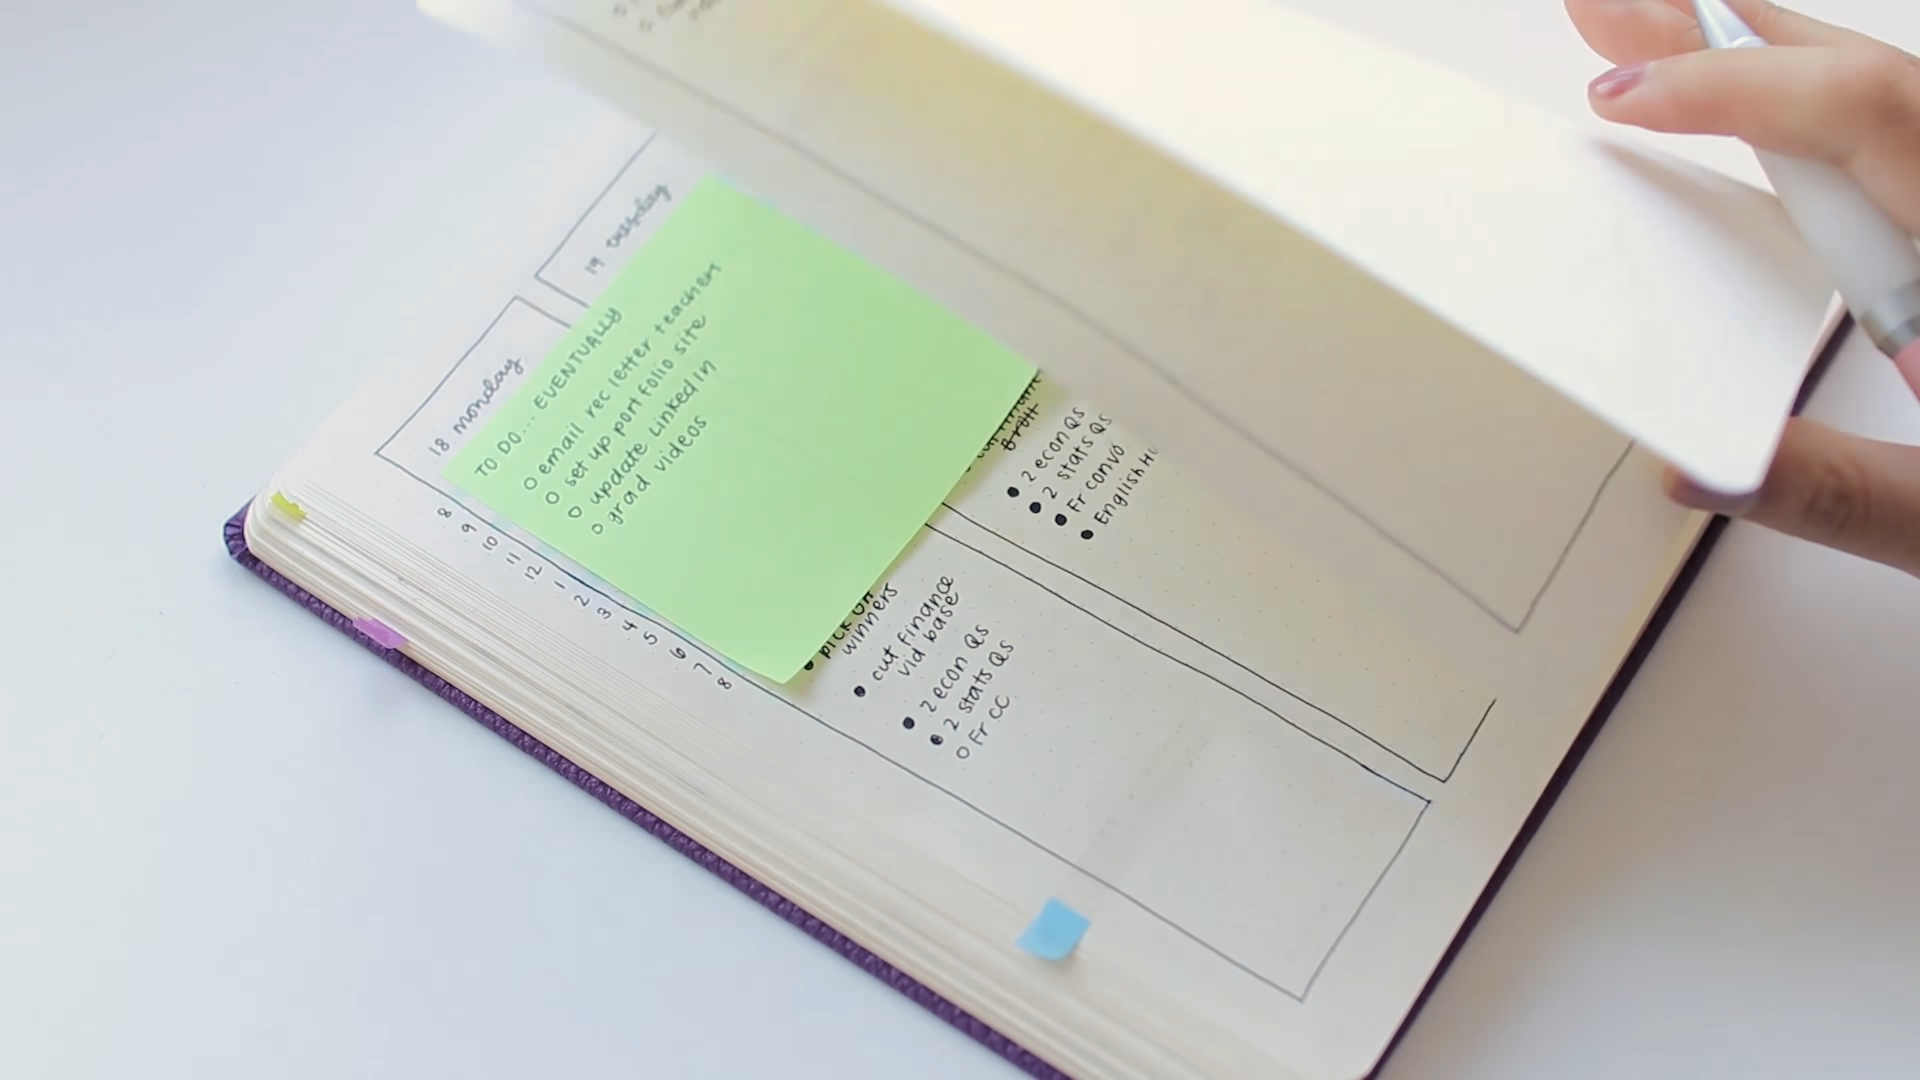 18 monday
TO DO... EVENTUALLY
o email rec letter teachers
o set up portfolio site
o update LinkedIn
o grad videos
8
9
10
11
12
1
2
3
4
5
6
7
8
• pick
winners
• cut finance
vid base
• 2 econ Qs
• 2 stats Qs
o Fr CC
19 tuesday
• 2 econ Qs
• 2 stats Qs
• Fr convo
• English